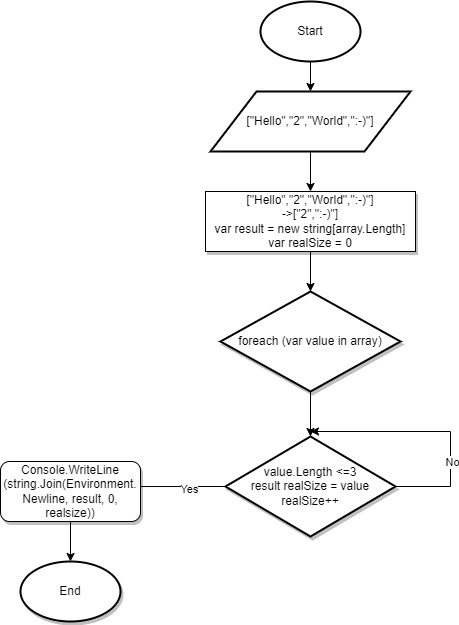 Start
["Hello","2","World",":-)"]
["Hello","2","World",":-)"]
->["2",":-)"]
var result = new string[array.Length]
var realSize = 0
foreach (var value in array)
value.Length <=3
result realSize = value
realSize++
No
Yes
Console.WriteLine
(string.Join(Environment.
Newline, result, 0,
realsize))
End